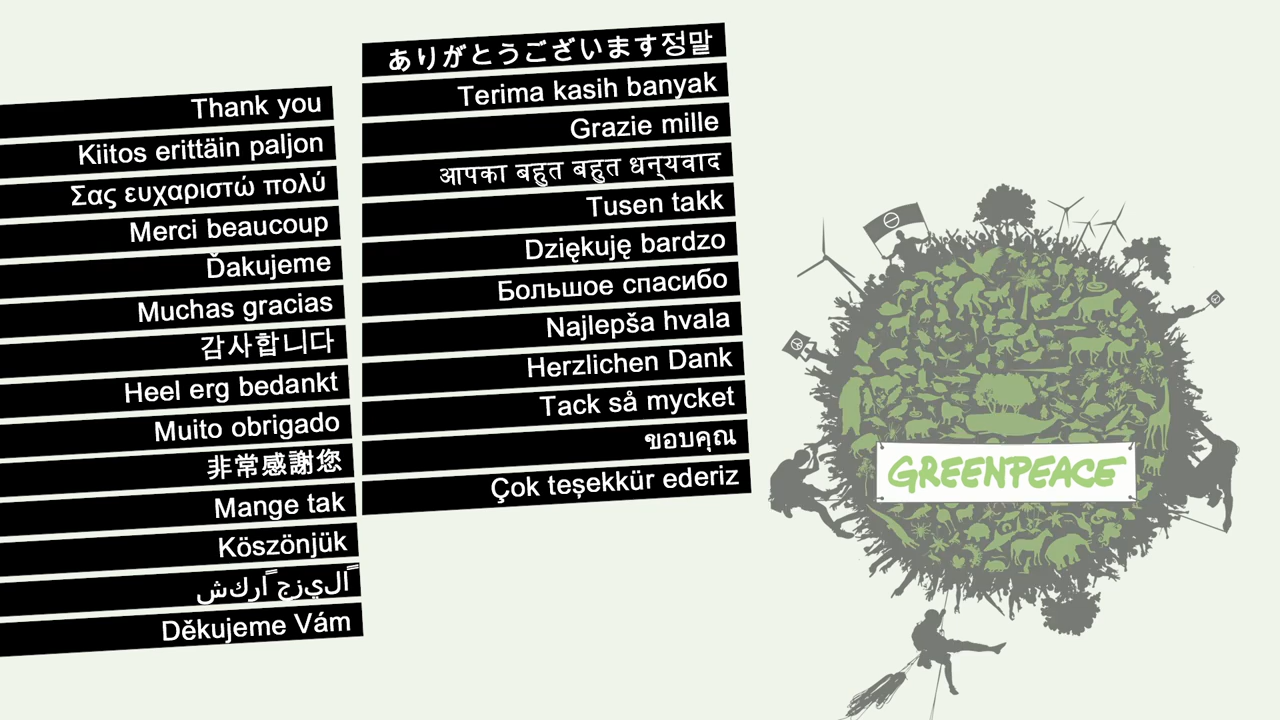 Thank you
Kiitos erittäin paljon
Σας ευχαριστώ πολύ
Merci beaucoup
Ďakujeme
Muchas gracias
감사합니다
Heel erg bedankt
Muito obrigado
非常感謝您
Mange tak
Köszönjük
شكراً جزيلاً
Děkujeme Vám
ありがとうございます정말
Terima kasih banyak
Grazie mille
आपका बहुत बहुत धन्यवाद
Tusen takk
Dziękuję bardzo
Большое спасибо
Najlepša hvala
Herzlichen Dank
Tack så mycket
ขอบคุณ
Çok teşekkür ederiz
GREENPEACE